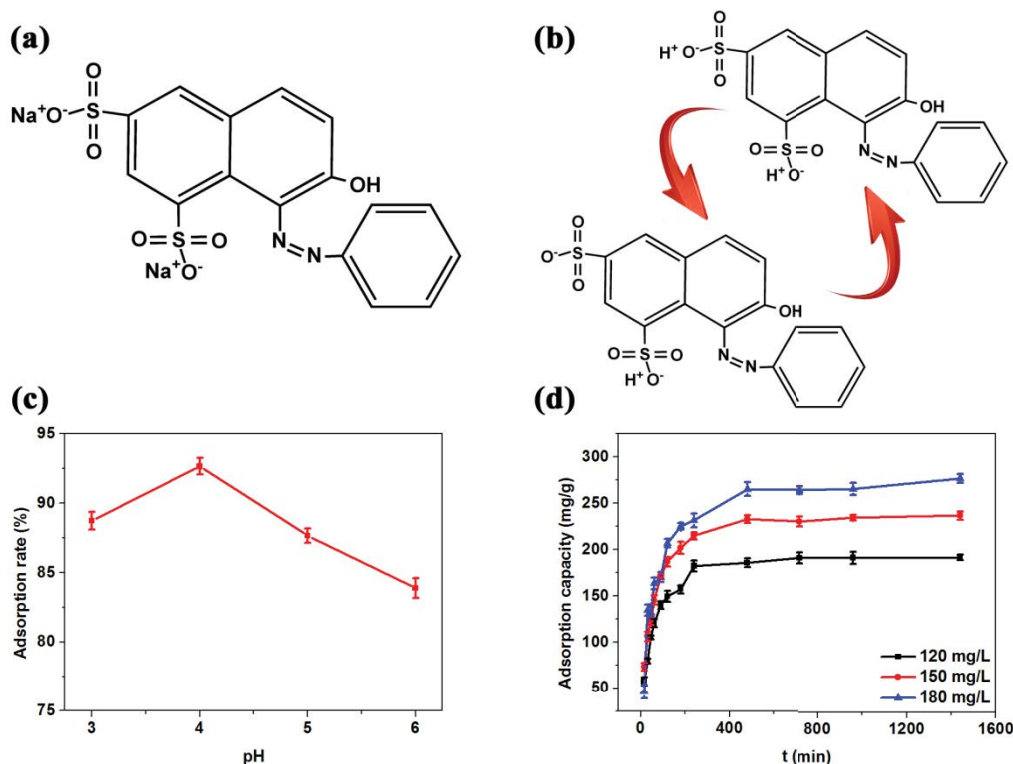 (a)
O
Na⁺O⁻ S
O
OH
O S O
Na⁺O⁻
N N
(b)
O
H⁺ O⁻ S
O
OH
O S O
H⁺ O⁻
N N
O
O⁻ S
O
OH
O S O
H⁺ O⁻
N N
(c)
95
90
85
80
75
Adsorption rate (%)
3 4 5 6
pH
(d)
300
250
200
150
100
50
Adsorption capacity (mg/g)
120 mg/L
150 mg/L
180 mg/L
0 400 800 1200 1600
t (min)